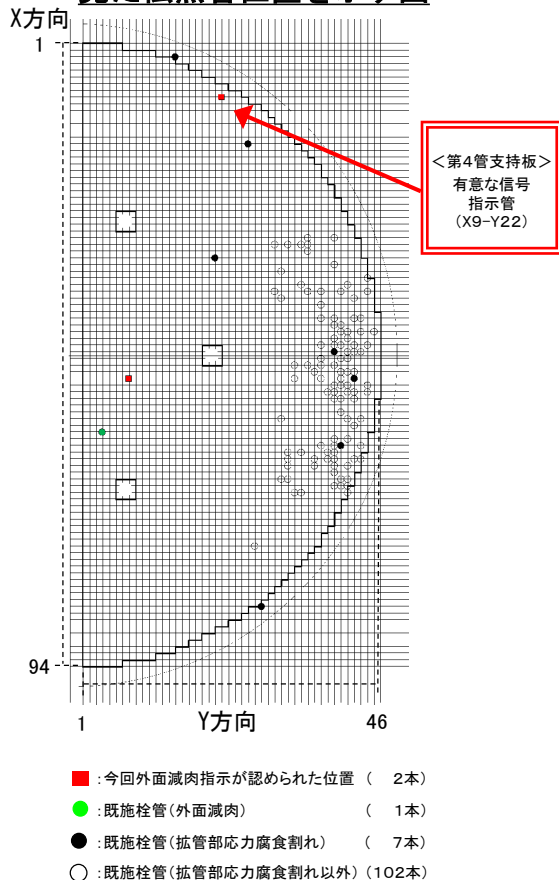 X方向
1
<第4管支持板>
有意な信号
指示管
(X9-Y22)
94
1
Y方向
46
:今回外面減肉指示が認められた位置 ( 2本)
:既施栓管(外面減肉) ( 1本)
:既施栓管(拡管部応力腐食割れ) ( 7本)
:既施栓管(拡管部応力腐食割れ以外) (102本)